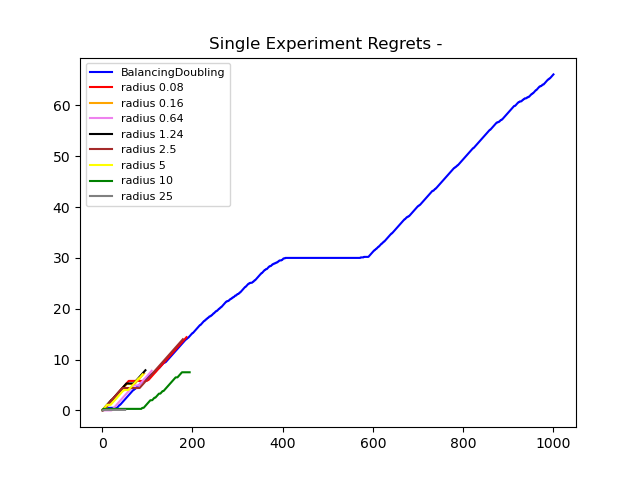 Single Experiment Regrets -
BalancingDoubling
radius 0.08
radius 0.16
radius 0.64
radius 1.24
radius 2.5
radius 5
radius 10
radius 25
60
50
40
30
20
10
0
0 200 400 600 800 1000